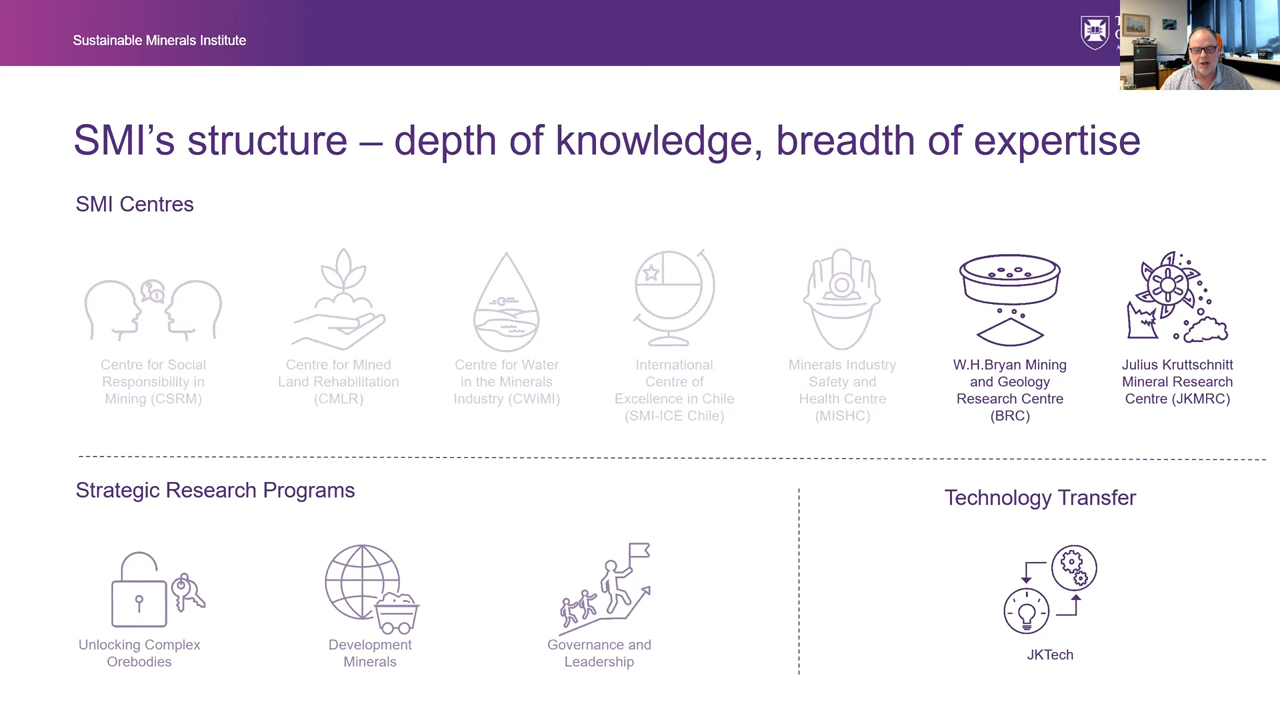 Sustainable Minerals Institute
SMI's structure – depth of knowledge, breadth of expertise
SMI Centres
Centre for Social
Responsibility in
Mining (CSRM)
Centre for Mined
Land Rehabilitation
(CMLR)
Centre for Water
in the Minerals
Industry (CWiMI)
International
Centre of
Excellence in Chile
(SMI-ICE Chile)
Minerals Industry
Safety and
Health Centre
(MISHC)
W.H.Bryan Mining
and Geology
Research Centre
(BRC)
Julius Kruttschnitt
Mineral Research
Centre (JKMRC)
Strategic Research Programs
Unlocking Complex
Orebodies
Development
Minerals
Governance and
Leadership
Technology Transfer
JKTech